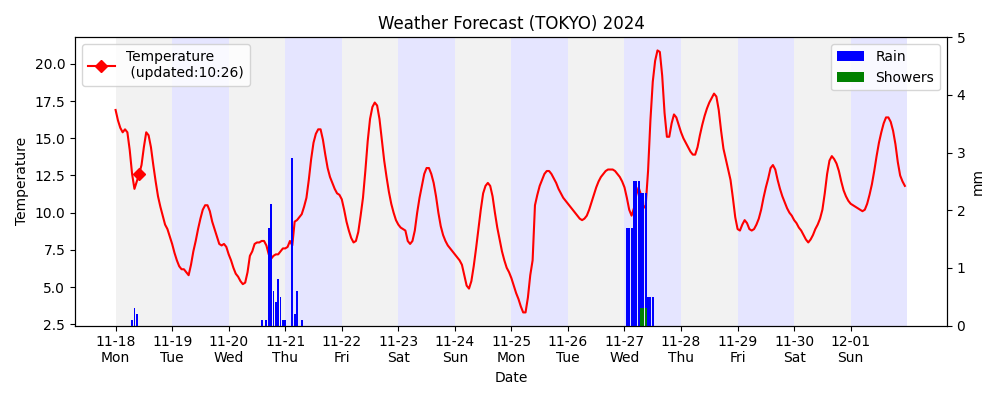 Weather Forecast (TOKYO) 2024
Temperature
(updated:10:26)
Rain
Showers
Temperature
20.0
17.5
15.0
12.5
10.0
7.5
5.0
2.5
5
4
3
2
1
0
mm
11-18 11-19 11-20 11-21 11-22 11-23 11-24 11-25 11-26 11-27 11-28 11-29 11-30 12-01
Mon Tue Wed Thu Fri Sat Sun Mon Tue Wed Thu Fri Sat Sun
Date